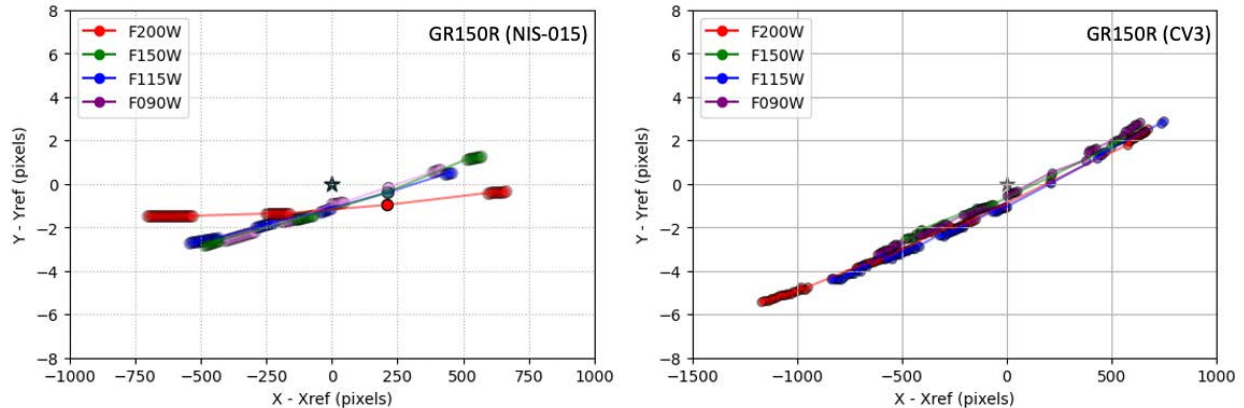 GR150R (NIS-015)
F200W
F150W
F115W
F090W
Y - Yref (pixels)
8
6
4
2
0
−2
−4
−6
−8
−1000
−750
−500
−250
0
250
500
750
1000
X - Xref (pixels)
GR150R (CV3)
F200W
F150W
F115W
F090W
Y - Yref (pixels)
8
6
4
2
0
−2
−4
−6
−8
−1500
−1000
−500
0
500
1000
X - Xref (pixels)